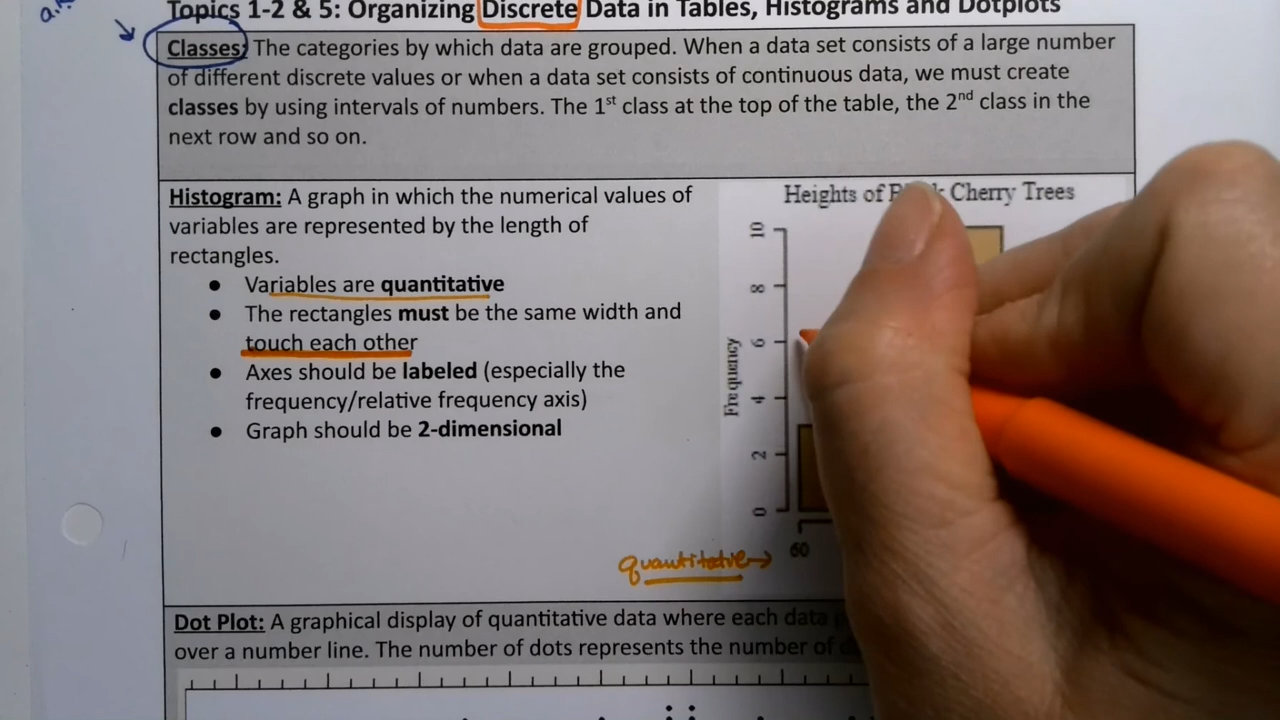 Topics 1-2 & 5: Organizing Discrete Data in Tables, Histograms and Dotplots
Classes: The categories by which data are grouped. When a data set consists of a large number
of different discrete values or when a data set consists of continuous data, we must create
classes by using intervals of numbers. The 1st class at the top of the table, the 2nd class in the
next row and so on.
Histogram: A graph in which the numerical values of
variables are represented by the length of
rectangles.
● Variables are quantitative
● The rectangles must be the same width and
touch each other
● Axes should be labeled (especially the
frequency/relative frequency axis)
● Graph should be 2-dimensional
Heights of Cherry Trees
10
8
6
4
2
0
Frequency
60
quantitative →
Dot Plot: A graphical display of quantitative data where each data
over a number line. The number of dots represents the number of